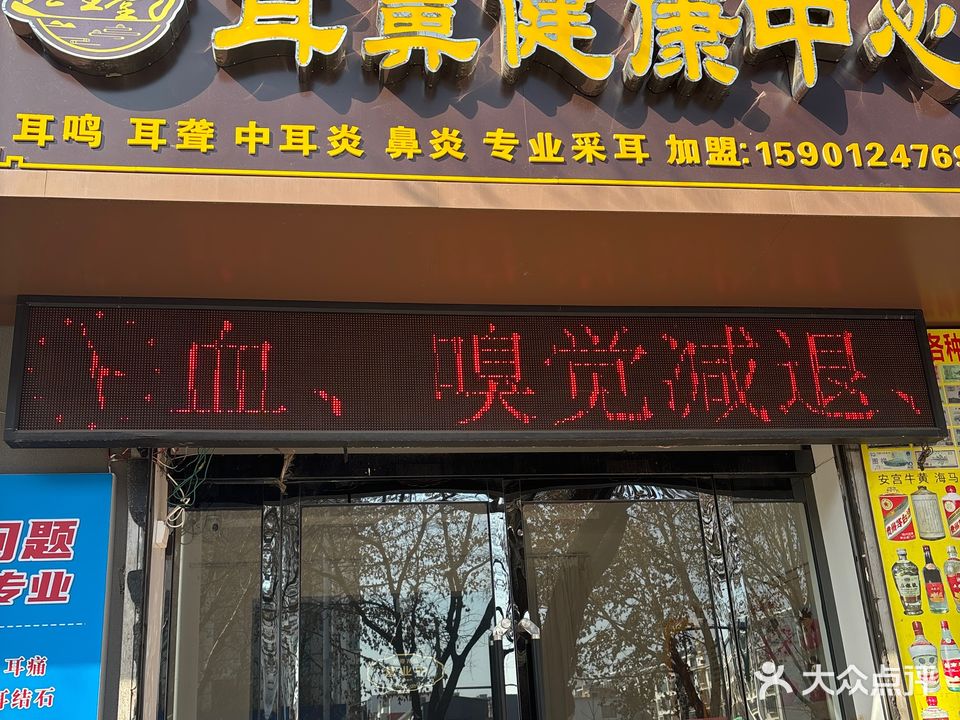 耳鼻健康中心
耳鸣 耳聋 中耳炎 鼻炎 专业采耳 加盟:1590124769
血、嗅觉减退、
各种
安宫牛黄 海马
问题
专业
耳痛
耳结石
大众点评